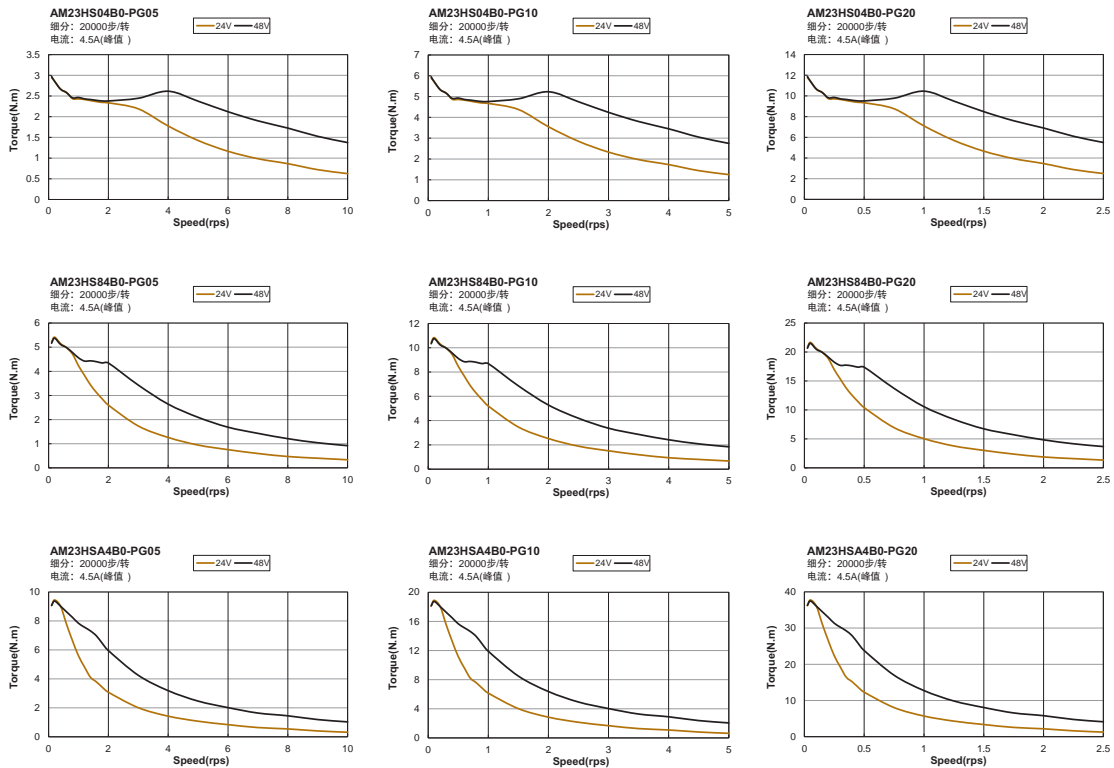 AM23HS04B0-PG05
细分：20000步/转
电流：4.5A(峰值 )
24V 48V
Torque(N.m)
3.5
3
2.5
2
1.5
1
0.5
0
0 2 4 6 8 10
Speed(rps)
AM23HS04B0-PG10
细分：20000步/转
电流：4.5A(峰值 )
24V 48V
Torque(N.m)
7
6
5
4
3
2
1
0
0 1 2 3 4 5
Speed(rps)
AM23HS04B0-PG20
细分：20000步/转
电流：4.5A(峰值 )
24V 48V
Torque(N.m)
14
12
10
8
6
4
2
0
0 0.5 1 1.5 2 2.5
Speed(rps)
AM23HS84B0-PG05
细分：20000步/转
电流：4.5A(峰值 )
24V 48V
Torque(N.m)
6
5
4
3
2
1
0
0 2 4 6 8 10
Speed(rps)
AM23HS84B0-PG10
细分：20000步/转
电流：4.5A(峰值 )
24V 48V
Torque(N.m)
12
10
8
6
4
2
0
0 1 2 3 4 5
Speed(rps)
AM23HS84B0-PG20
细分：20000步/转
电流：4.5A(峰值 )
24V 48V
Torque(N.m)
25
20
15
10
5
0
0 0.5 1 1.5 2 2.5
Speed(rps)
AM23HSA4B0-PG05
细分：20000步/转
电流：4.5A(峰值 )
24V 48V
Torque(N.m)
10
8
6
4
2
0
0 2 4 6 8 10
Speed(rps)
AM23HSA4B0-PG10
细分：20000步/转
电流：4.5A(峰值 )
24V 48V
Torque(N.m)
20
16
12
8
4
0
0 1 2 3 4 5
Speed(rps)
AM23HSA4B0-PG20
细分：20000步/转
电流：4.5A(峰值 )
24V 48V
Torque(N.m)
40
30
20
10
0
0 0.5 1 1.5 2 2.5
Speed(rps)